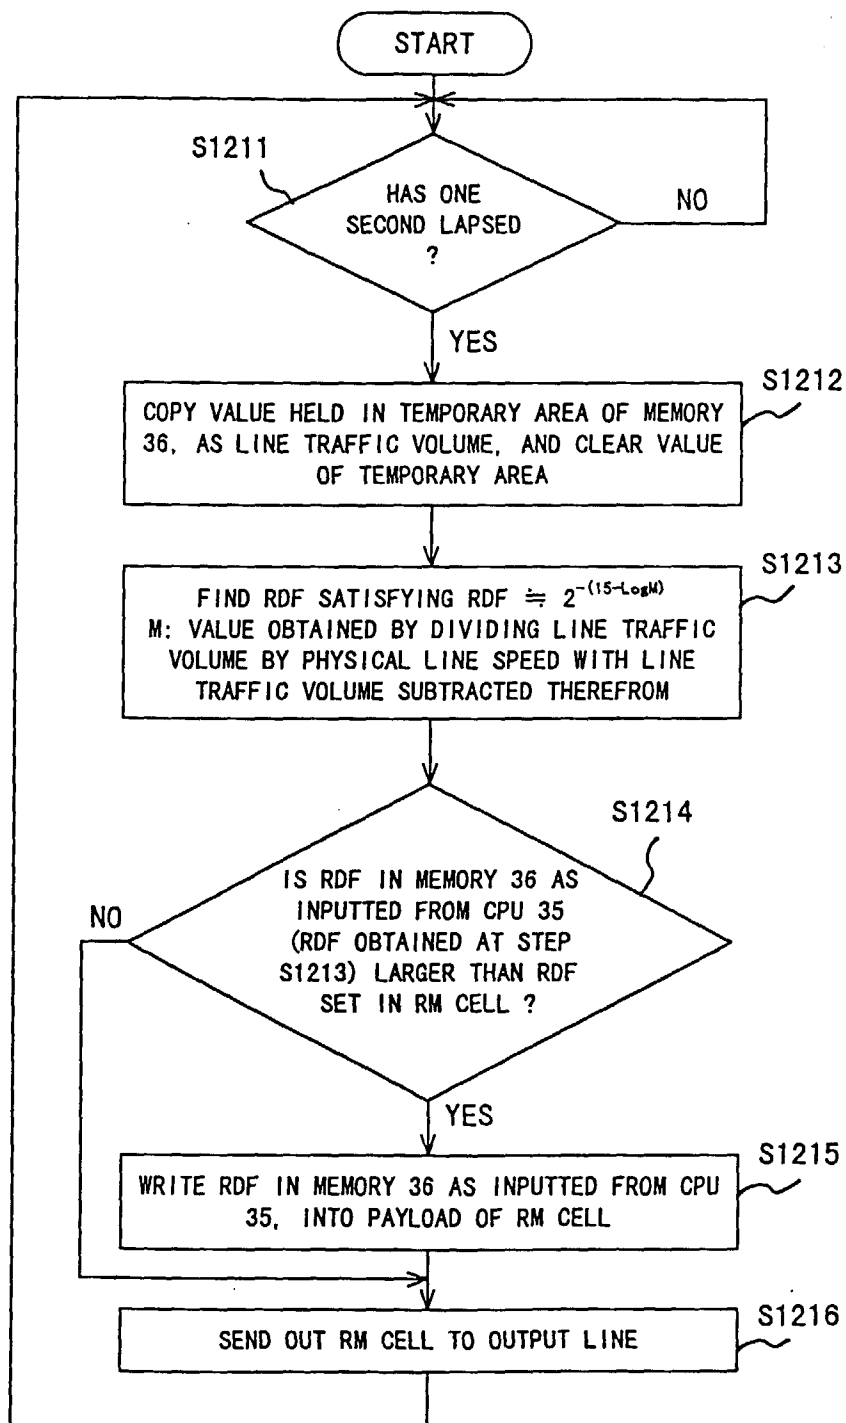 START
S1211
HAS ONE
SECOND LAPSED
?
NO
YES
S1212
COPY VALUE HELD IN TEMPORARY AREA OF MEMORY
36, AS LINE TRAFFIC VOLUME, AND CLEAR VALUE
OF TEMPORARY AREA
S1213
FIND RDF SATISFYING RDF ≒ 2^-(15-LogM)
M: VALUE OBTAINED BY DIVIDING LINE TRAFFIC
VOLUME BY PHYSICAL LINE SPEED WITH LINE
TRAFFIC VOLUME SUBTRACTED THEREFROM
S1214
IS RDF IN MEMORY 36 AS
INPUTTED FROM CPU 35
(RDF OBTAINED AT STEP
S1213) LARGER THAN RDF
SET IN RM CELL ?
NO
YES
S1215
WRITE RDF IN MEMORY 36 AS INPUTTED FROM CPU
35, INTO PAYLOAD OF RM CELL
S1216
SEND OUT RM CELL TO OUTPUT LINE